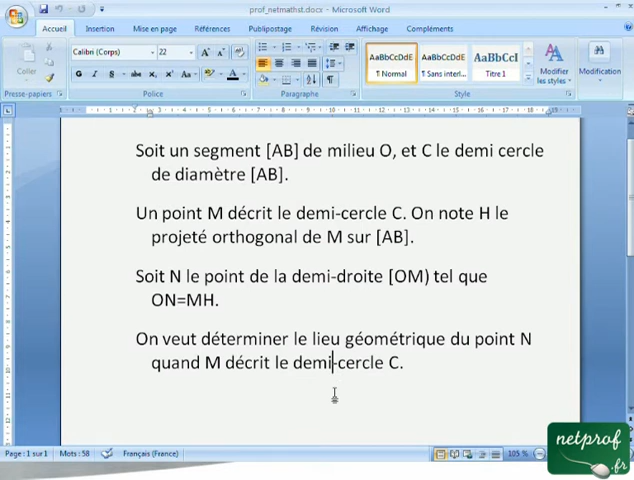 prof_netmathst.docx - Microsoft Word
Accueil Insertion Mise en page Références Publipostage Révision Affichage Compléments
Calibri (Corps) 22
AaBbCcDdE AaBbCcDdE AaBbCcI
Coller
¶ Normal ¶ Sans interl... Titre 1
Modifier les styles
Modification
Presse-papiers Police Paragraphe Style
Soit un segment [AB] de milieu O, et C le demi cercle
de diamètre [AB].
Un point M décrit le demi-cercle C. On note H le
projeté orthogonal de M sur [AB].
Soit N le point de la demi-droite [OM) tel que
ON=MH.
On veut déterminer le lieu géométrique du point N
quand M décrit le demi-cercle C.
Page : 1 sur 1 Mots : 58 Français (France) 105 %
netprof
.fr